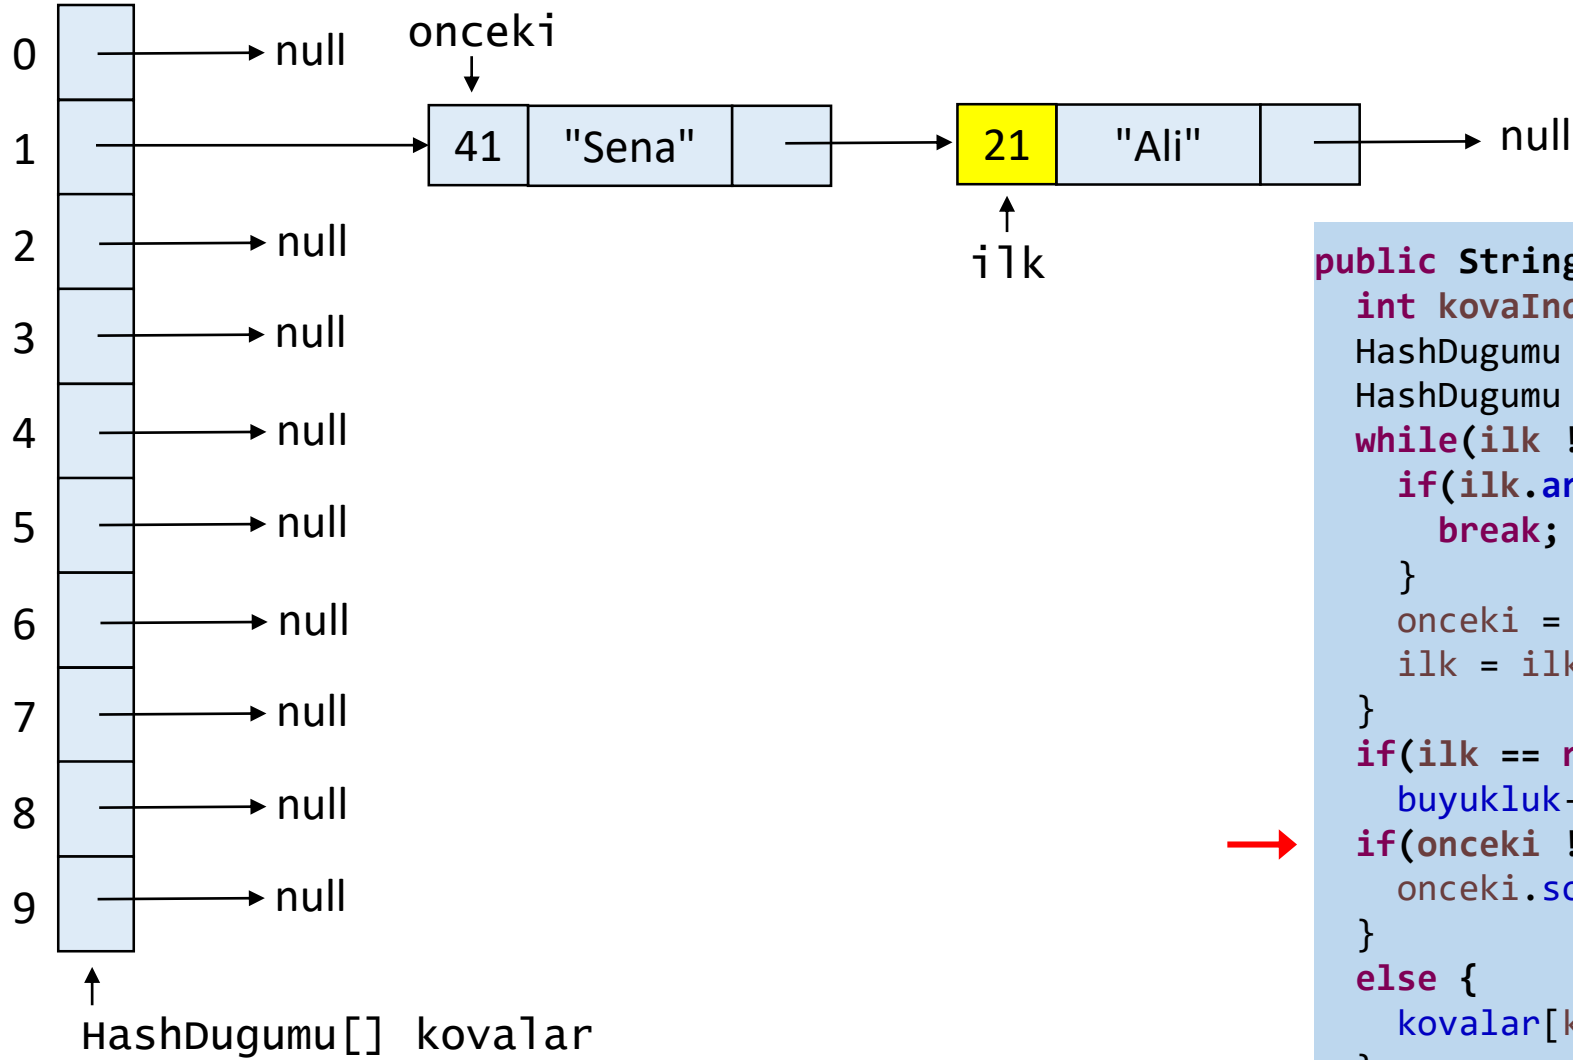 0
null
onceki
1
41
"Sena"
21
"Ali"
null
ilk
2
null
3
null
4
null
5
null
6
null
7
null
8
null
9
null
HashDugumu[] kovalar
public String
int kovaInd
HashDugumu
HashDugumu
while(ilk !
if(ilk.an
break;
}
onceki =
ilk = ilk
}
if(ilk == n
buyukluk-
if(onceki !
onceki.so
}
else {
kovalar[k
}